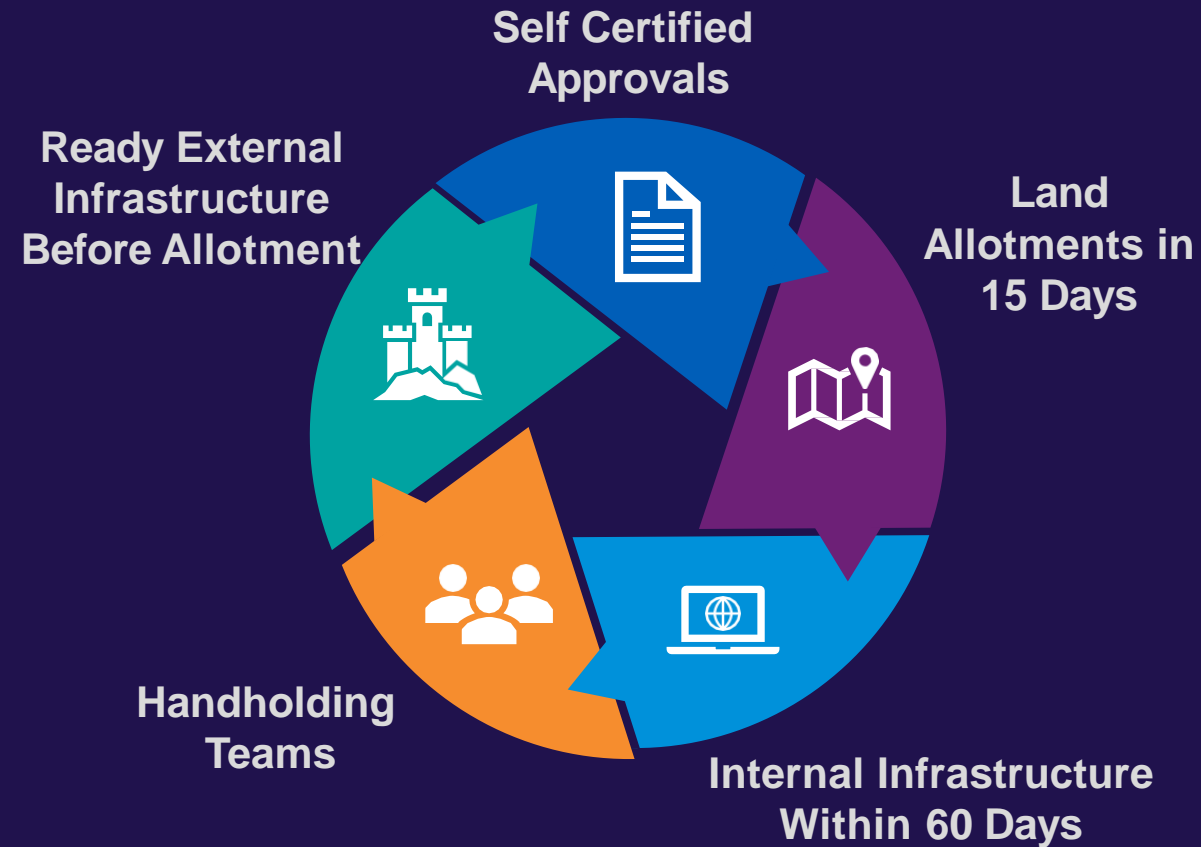 Self Certified
Approvals
Ready External
Infrastructure
Before Allotment
Land
Allotments in
15 Days
Handholding
Teams
Internal Infrastructure
Within 60 Days